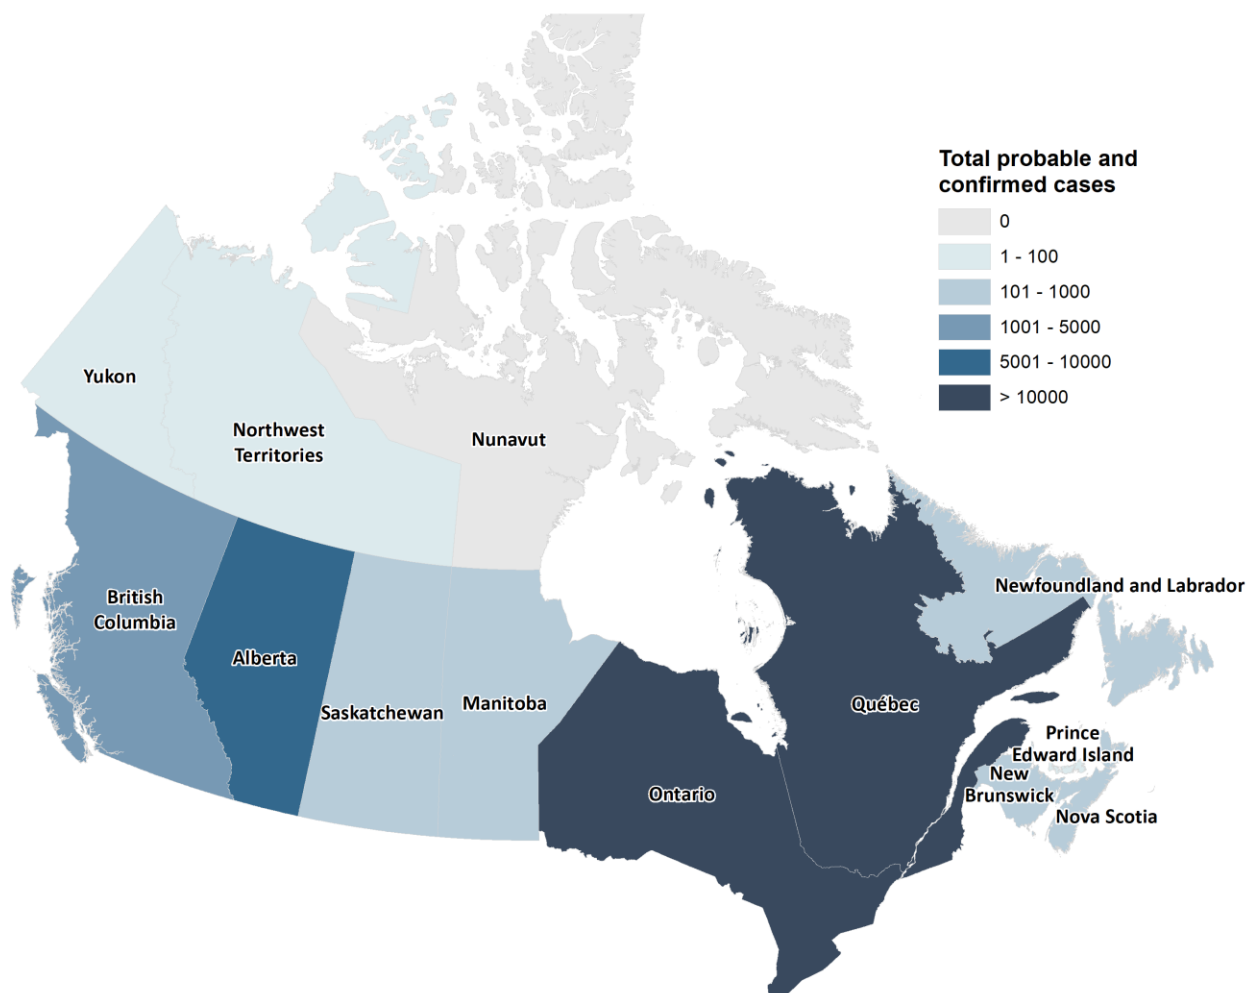 Total probable and
confirmed cases
0
1 - 100
101 - 1000
1001 - 5000
5001 - 10000
> 10000
Yukon
Northwest
Territories
Nunavut
British
Columbia
Alberta
Saskatchewan
Manitoba
Ontario
Québec
Newfoundland and Labrador
Prince
Edward Island
New
Brunswick
Nova Scotia